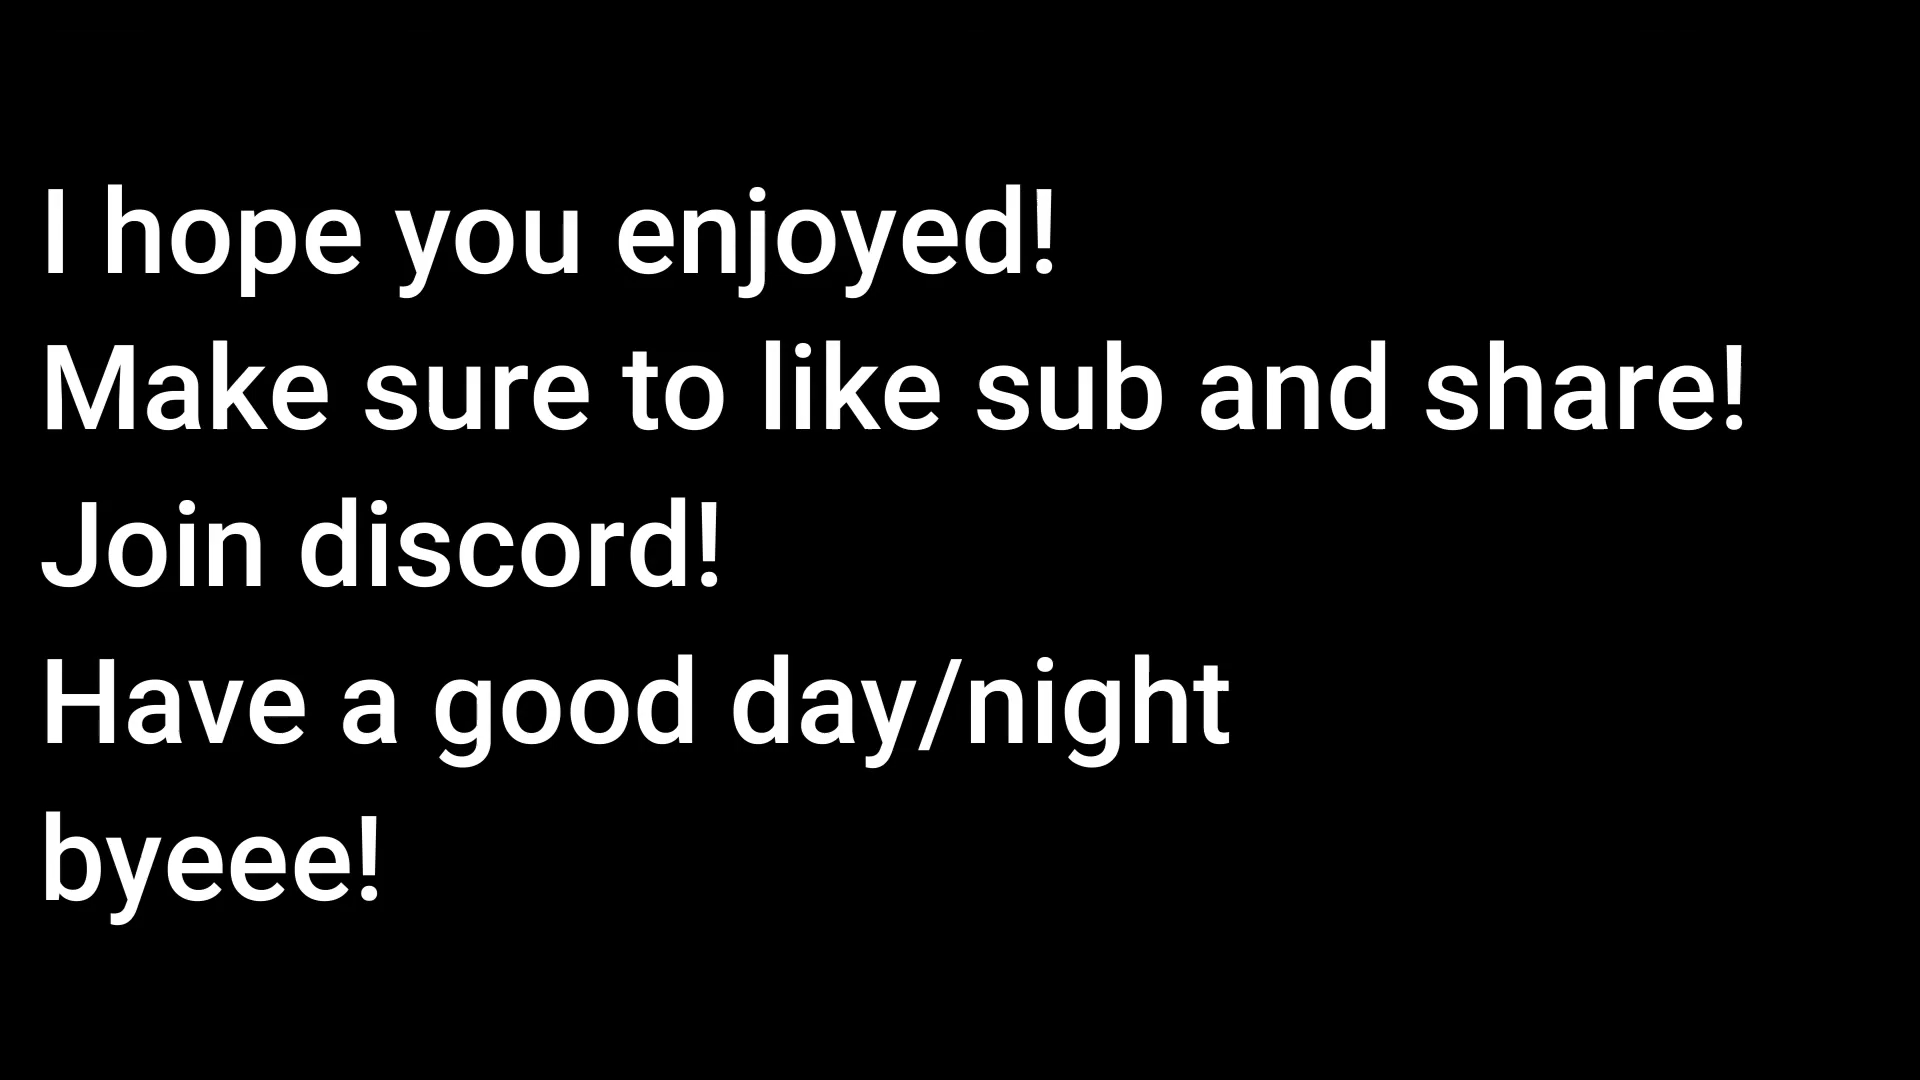 I hope you enjoyed!
Make sure to like sub and share!
Join discord!
Have a good day/night
byeee!